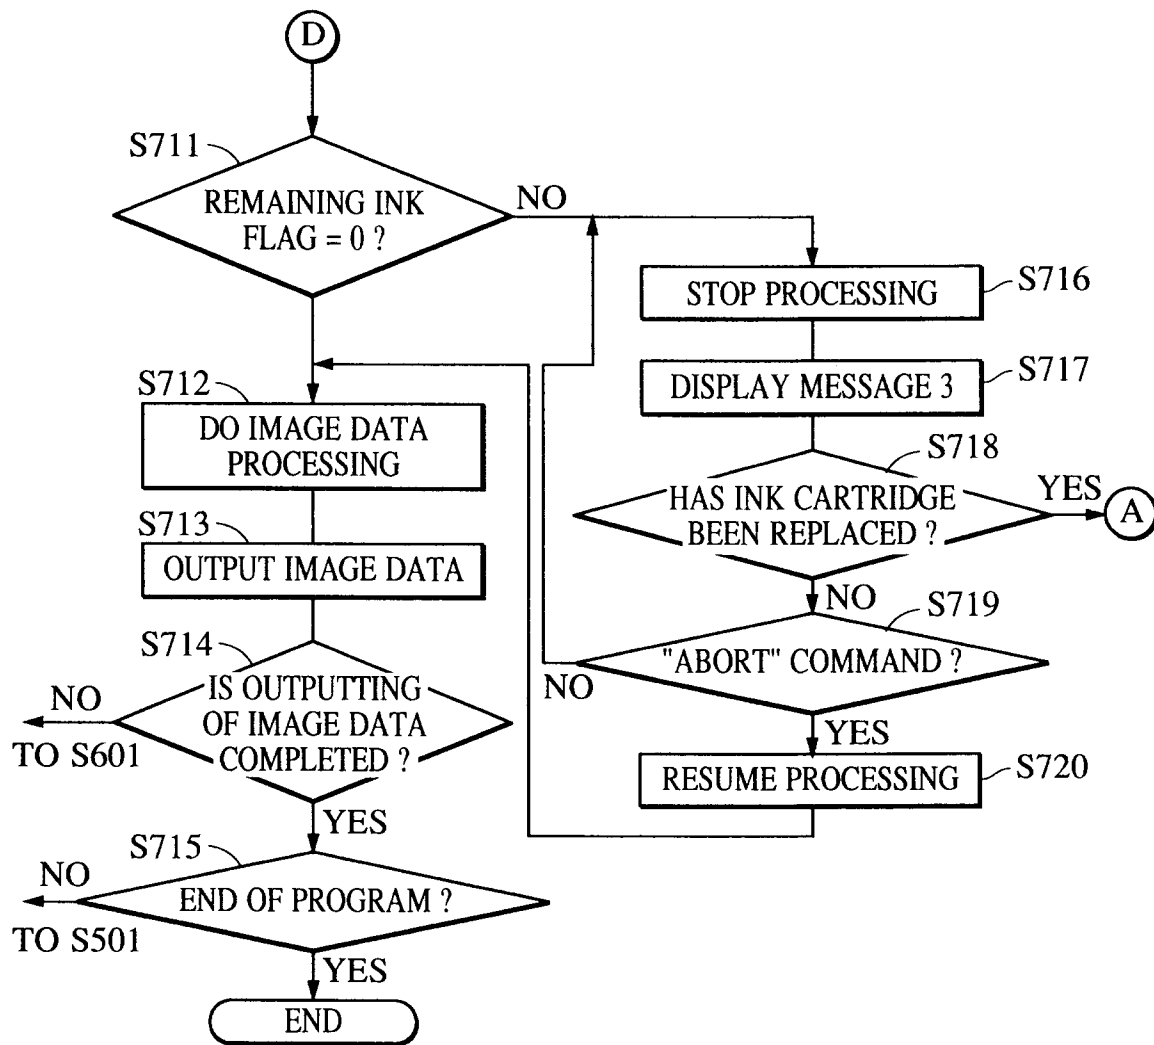 D
S711
REMAINING INK
FLAG = 0 ?
NO
S716
STOP PROCESSING
S717
DISPLAY MESSAGE 3
S712
DO IMAGE DATA
PROCESSING
S718
HAS INK CARTRIDGE
BEEN REPLACED ?
YES
A
NO
S713
OUTPUT IMAGE DATA
S719
"ABORT" COMMAND ?
NO
YES
S714
IS OUTPUTTING
OF IMAGE DATA
COMPLETED ?
NO
TO S601
S720
RESUME PROCESSING
YES
S715
END OF PROGRAM ?
NO
TO S501
YES
END